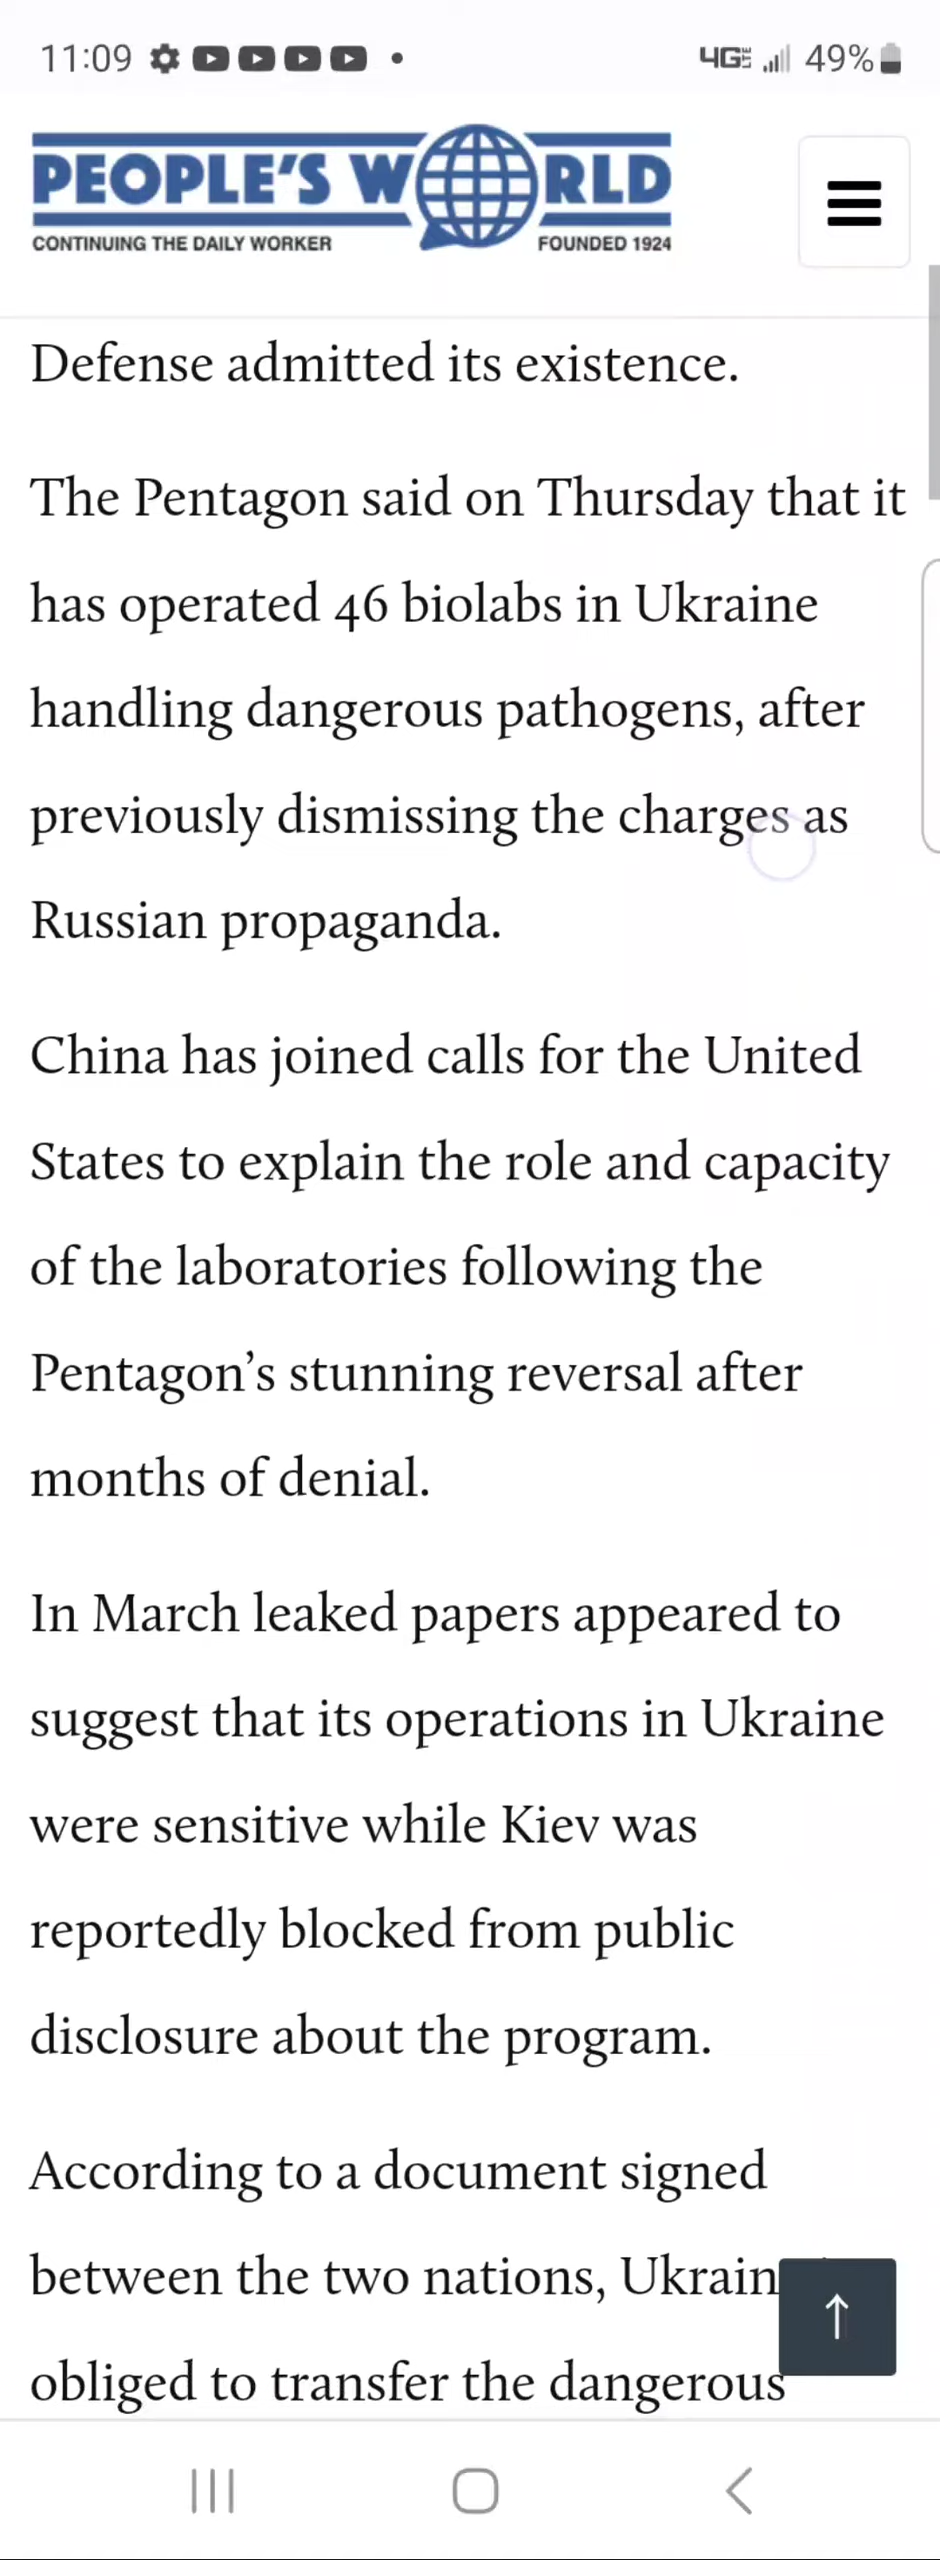 11:09
4G LTE 49%
PEOPLE'S WORLD
CONTINUING THE DAILY WORKER FOUNDED 1924
Defense admitted its existence.
The Pentagon said on Thursday that it
has operated 46 biolabs in Ukraine
handling dangerous pathogens, after
previously dismissing the charges as
Russian propaganda.
China has joined calls for the United
States to explain the role and capacity
of the laboratories following the
Pentagon’s stunning reversal after
months of denial.
In March leaked papers appeared to
suggest that its operations in Ukraine
were sensitive while Kiev was
reportedly blocked from public
disclosure about the program.
According to a document signed
between the two nations, Ukrain
obliged to transfer the dangerous